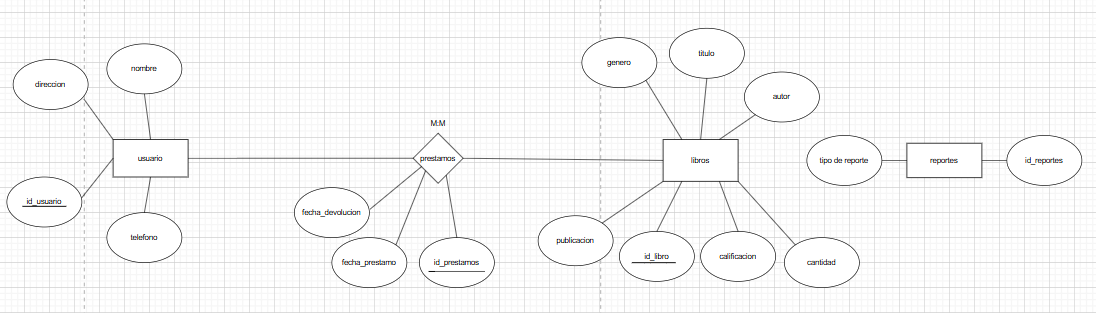 direccion
nombre
usuario
id_usuario
telefono
M:M
prestamos
fecha_devolucion
fecha_prestamo
id_prestamos
genero
titulo
autor
libros
publicacion
id_libro
calificacion
cantidad
tipo de reporte
reportes
id_reportes